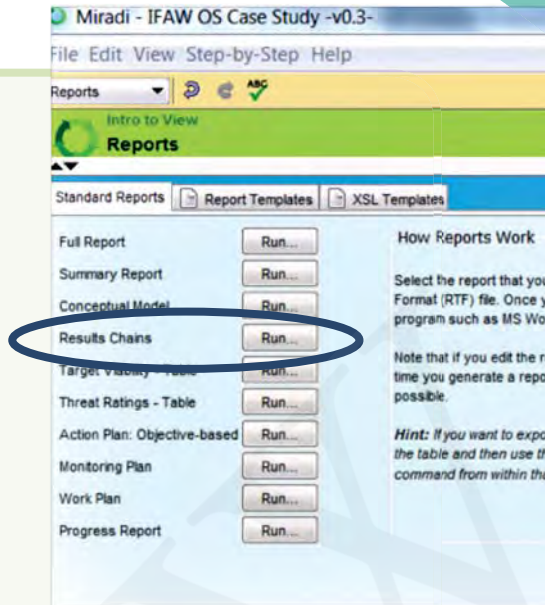 Miradi - IFAW OS Case Study -v0.3-
File Edit View Step-by-Step Help
Reports ABC
Intro to View
Reports
Standard Reports Report Templates XSL Templates
Full Report Run...
Summary Report Run...
Conceptual Model Run...
Results Chains Run...
Target Viability - Table Run...
Threat Ratings - Table Run...
Action Plan: Objective-based Run...
Monitoring Plan Run...
Work Plan Run...
Progress Report Run...
How Reports Work
Select the report that you
Format (RTF) file. Once y
program such as MS Wo
Note that if you edit the r
time you generate a repo
possible.
Hint: If you want to expo
the table and then use th
command from within tha